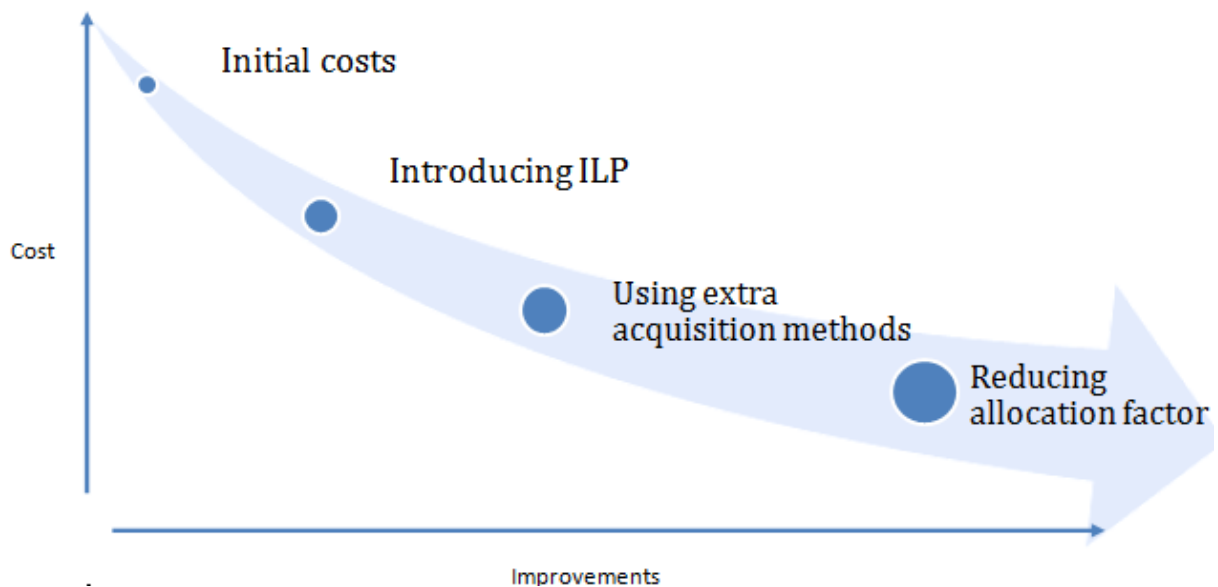 Initial costs
Introducing ILP
Cost
Using extra
acquisition methods
Reducing
allocation factor
Improvements